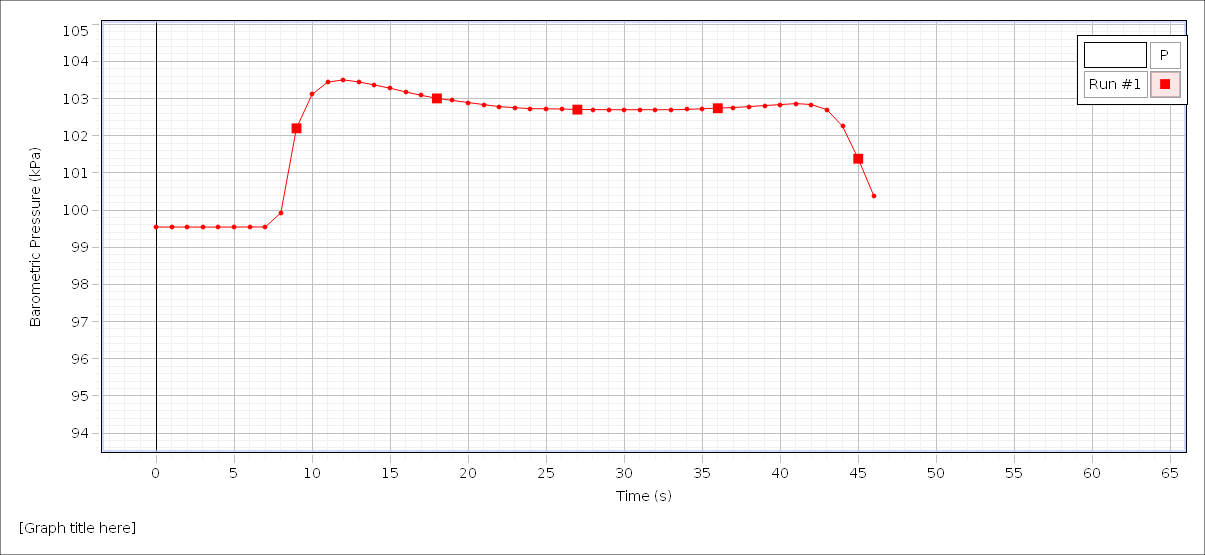 105
104
103
102
101
100
99
98
97
96
95
94
Barometric Pressure (kPa)
P
Run #1
0 5 10 15 20 25 30 35 40 45 50 55 60 65
Time (s)
[Graph title here]